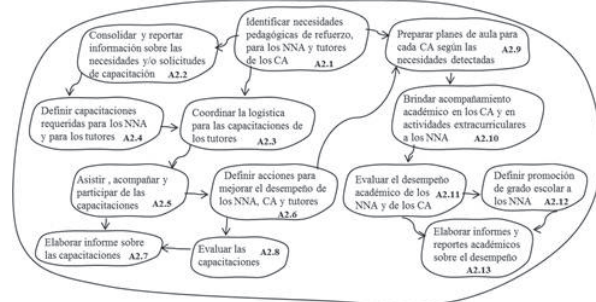 Identificar necesidades
pedagógicas de refuerzo,
para los NNA y tutores
de los CA A2.1
Consolidar y reportar
información sobre las
necesidades y/o solicitudes
de capacitación A2.2
Preparar planes de aula para
cada CA según las
necesidades detectadas A2.9
Definir capacitaciones
requeridas para los NNA
y para los tutores A2.4
Coordinar la logística
para las capacitaciones de
los tutores A2.3
Brindar acompañamiento
académico en los CA y en
actividades extracurriculares
a los NNA A2.10
Asistir , acompañar y
participar de las
capacitaciones A2.5
Definir acciones para
mejorar el desempeño de
los NNA, CA y tutores
A2.6
Evaluar el desempeño
académico de los A2.11
NNA y de los CA
Definir promoción
de grado escolar a
los NNA A2.12
Elaborar informe sobre
las capacitaciones A2.7
Evaluar las A2.8
capacitaciones
Elaborar informes y
reportes académicos
sobre el desempeño
A2.13